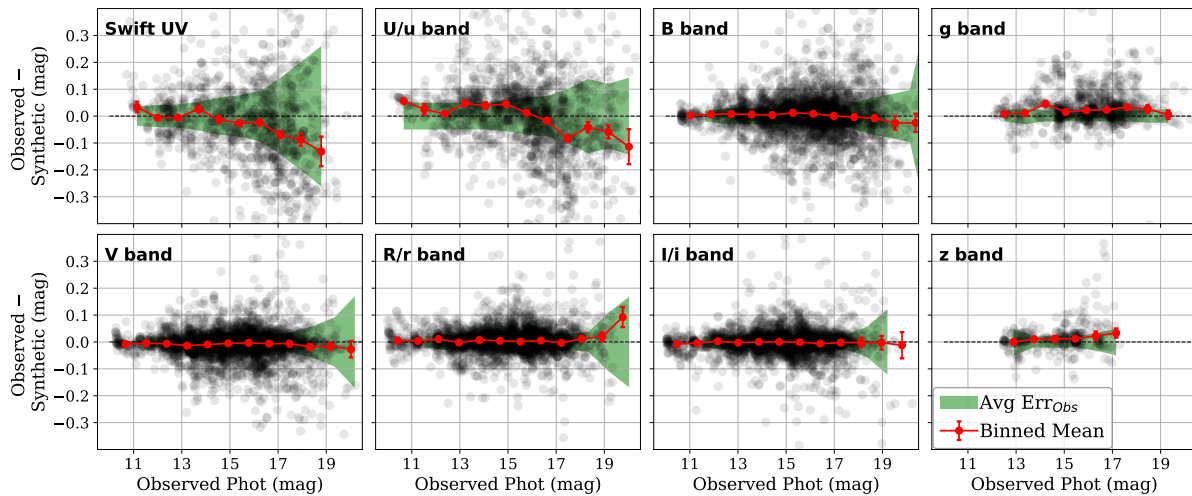 Swift UV
U/u band
B band
g band
0.3
0.2
0.1
0.0
−0.1
−0.2
−0.3
Observed −
Synthetic (mag)
V band
R/r band
I/i band
z band
0.3
0.2
0.1
0.0
−0.1
−0.2
−0.3
Observed −
Synthetic (mag)
Avg Err_Obs
Binned Mean
11 13 15 17 19
11 13 15 17 19
11 13 15 17 19
11 13 15 17 19
Observed Phot (mag)
Observed Phot (mag)
Observed Phot (mag)
Observed Phot (mag)